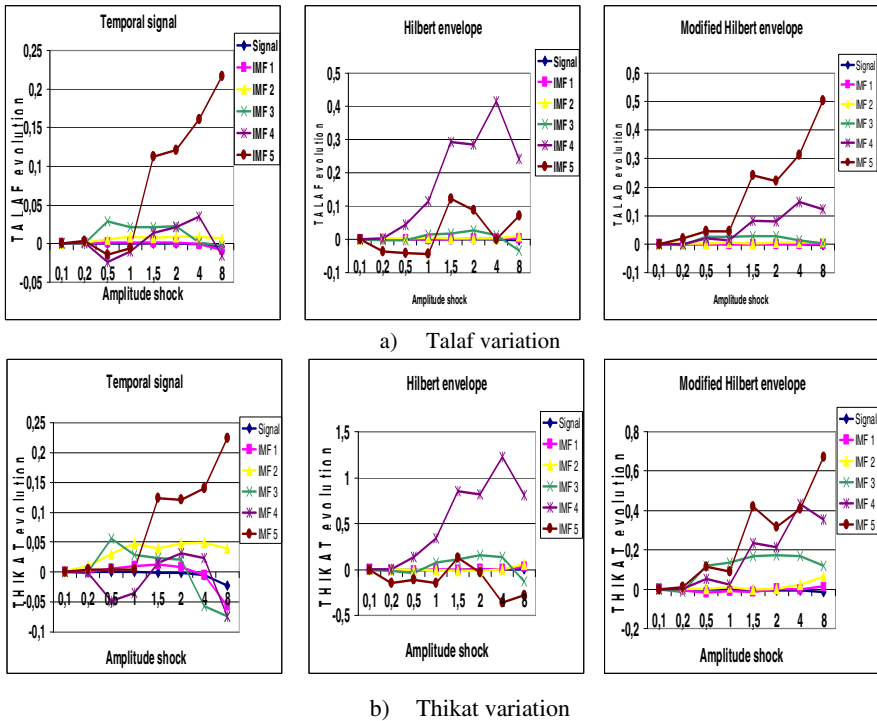 Temporal signal
0,25
0,2
0,15
0,1
0,05
0
-0,05
TALAF evolution
0,1 0,2 0,5 1 1,5 2 4 8
Amplitude shock
Signal
IMF 1
IMF 2
IMF 3
IMF 4
IMF 5
Hilbert envelope
0,5
0,4
0,3
0,2
0,1
0
-0,1
TALAF evolution
0,1 0,2 0,5 1 1,5 2 4 8
Amplitude shock
Signal
IMF 1
IMF 2
IMF 3
IMF 4
IMF 5
Modified Hilbert envelope
0,6
0,5
0,4
0,3
0,2
0,1
0
-0,1
TALAD evolution
0,1 0,2 0,5 1 1,5 2 4 8
Amplitude shock
Signal
IMF 1
IMF 2
IMF 3
IMF 4
IMF 5
a) Talaf variation
Temporal signal
0,25
0,2
0,15
0,1
0,05
0
-0,05
-0,1
THIKAT evolution
0,1 0,2 0,5 1 1,5 2 4 8
Amplitude shock
Signal
IMF 1
IMF 2
IMF 3
IMF 4
IMF 5
Hilbert envelope
1,5
1
0,5
0
-0,5
THIKAT evolution
0,1 0,2 0,5 1 1,5 2 4 8
Amplitude shock
Signal
IMF 1
IMF 2
IMF 3
IMF 4
IMF 5
Modified Hilbert envelope
0,8
0,6
0,4
0,2
0
-0,2
THIKAT evolution
0,1 0,2 0,5 1 1,5 2 4 8
Amplitude shock
Signal
IMF 1
IMF 2
IMF 3
IMF 4
IMF 5
b) Thikat variation